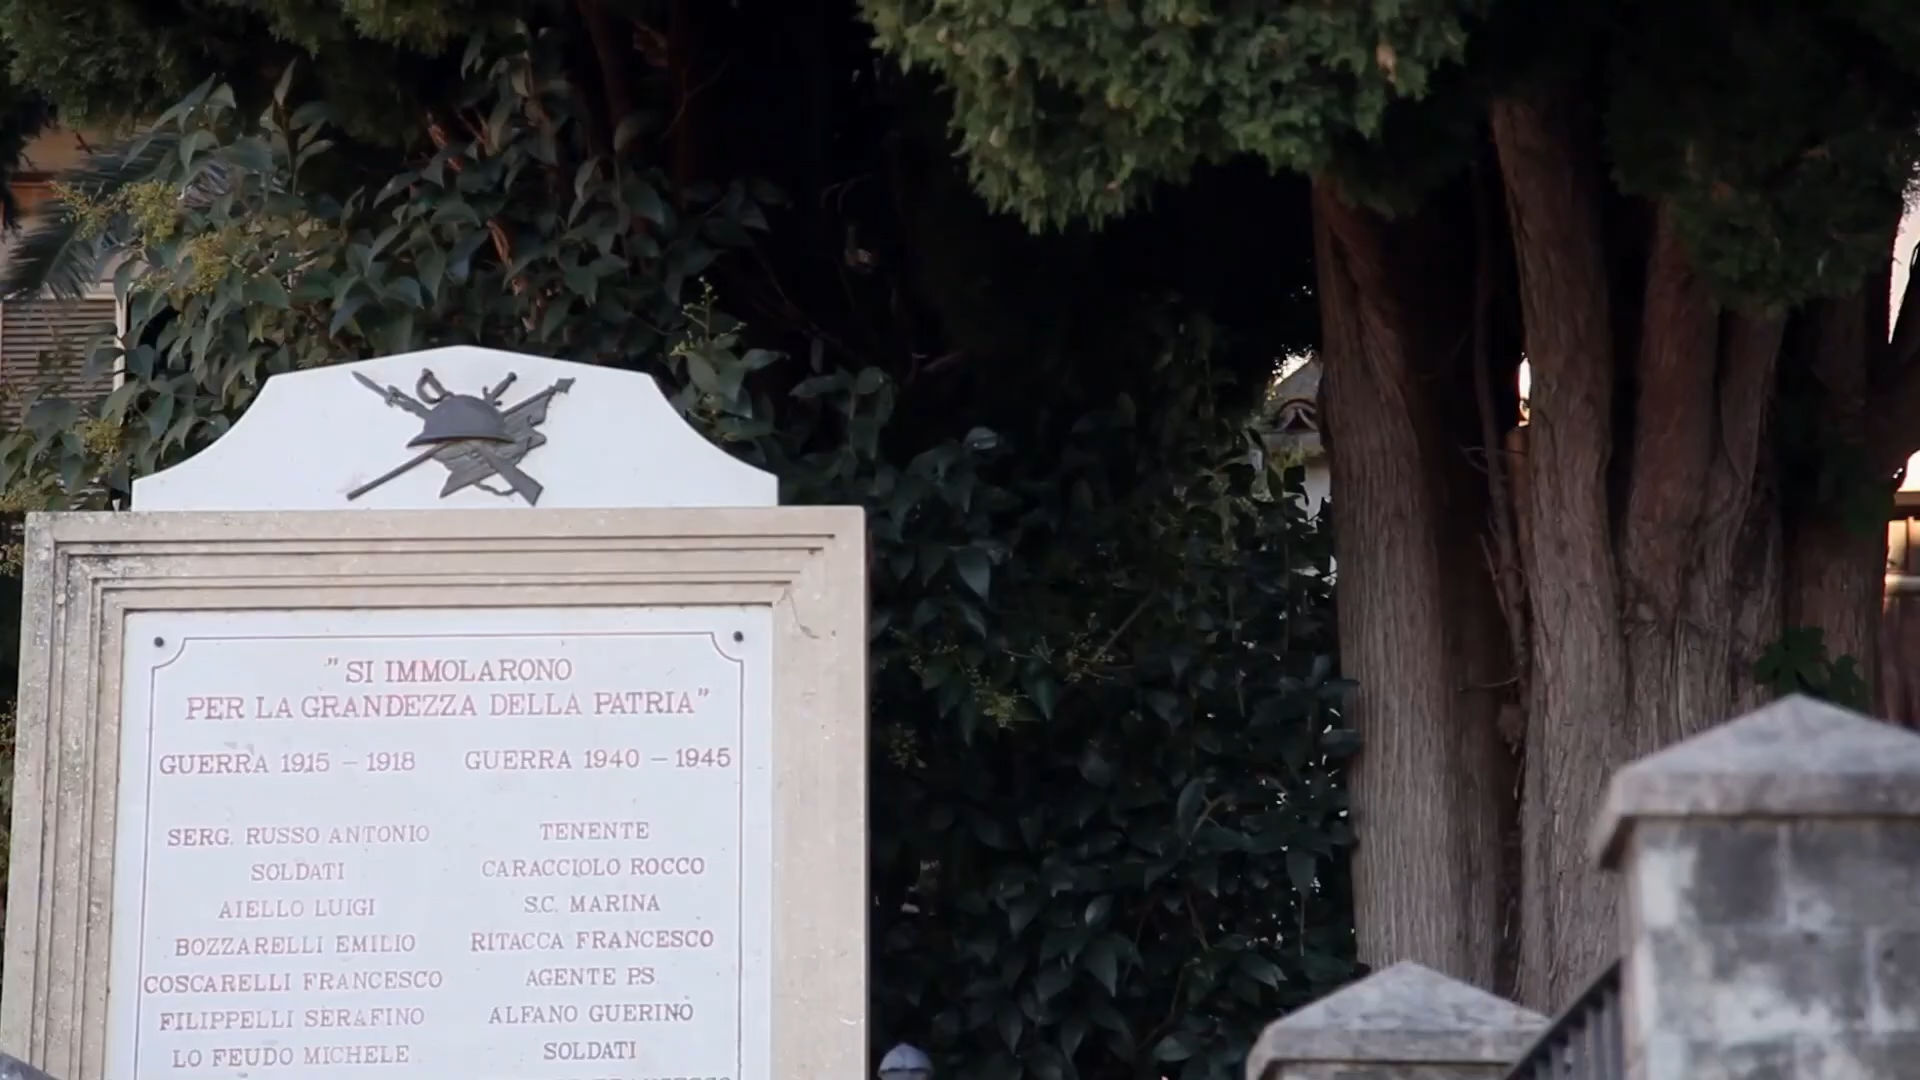 "SI IMMOLARONO
PER LA GRANDEZZA DELLA PATRIA"
GUERRA 1915 – 1918
SERG. RUSSO ANTONIO
SOLDATI
AIELLO LUIGI
BOZZARELLI EMILIO
COSCARELLI FRANCESCO
FILIPPELLI SERAFINO
LO FEUDO MICHELE
GUERRA 1940 – 1945
TENENTE
CARACCIOLO ROCCO
S.C. MARINA
RITACCA FRANCESCO
AGENTE P.S.
ALFANO GUERINO
SOLDATI